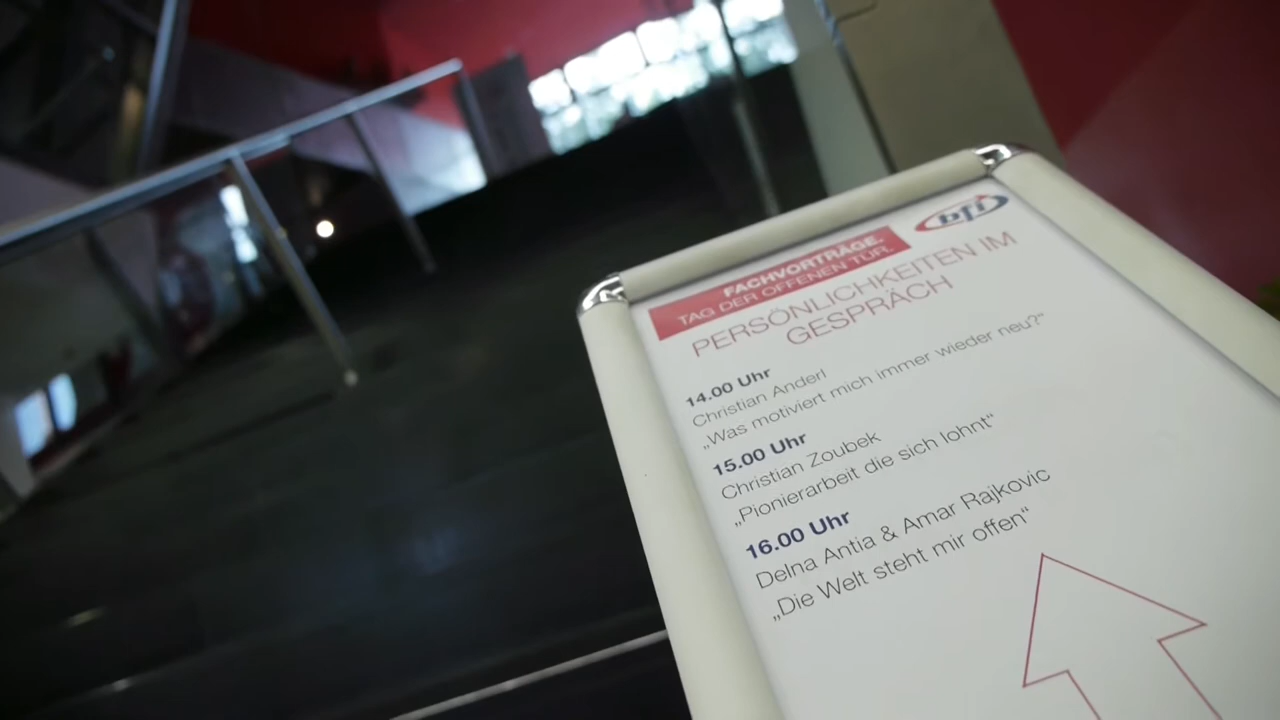 bfi
FACHVORTRÄGE.
TAG DER OFFENEN TÜR.
PERSÖNLICHKEITEN IM
GESPRÄCH
14.00 Uhr
Christian Anderl
„Was motiviert mich immer wieder neu?“
15.00 Uhr
Christian Zoubek
„Pionierarbeit die sich lohnt“
16.00 Uhr
Delna Antia & Amar Rajkovic
„Die Welt steht mir offen“